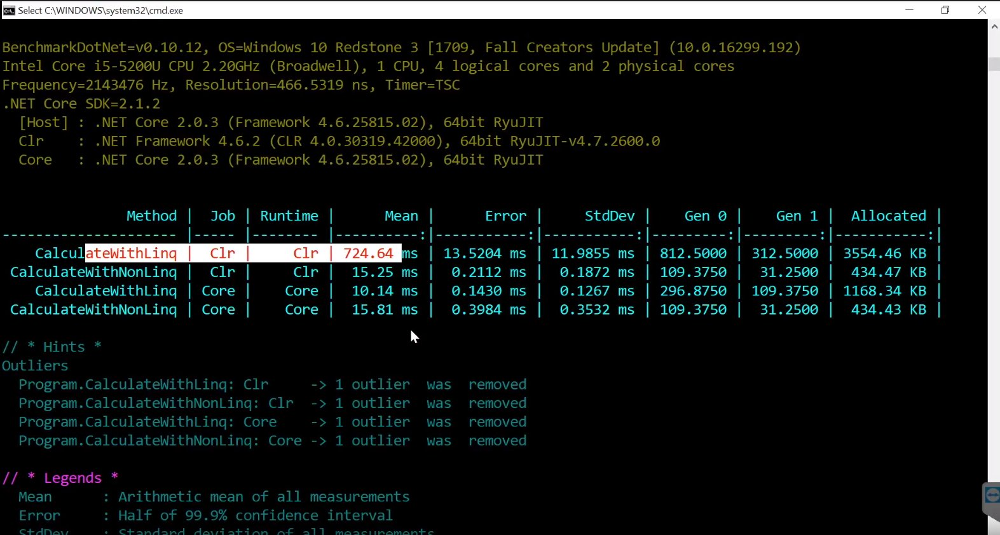 Select C:\WINDOWS\system32\cmd.exe
BenchmarkDotNet=v0.10.12, OS=Windows 10 Redstone 3 [1709, Fall Creators Update] (10.0.16299.192)
Intel Core i5-5200U CPU 2.20GHz (Broadwell), 1 CPU, 4 logical cores and 2 physical cores
Frequency=2143476 Hz, Resolution=466.5319 ns, Timer=TSC
.NET Core SDK=2.1.2
  [Host] : .NET Core 2.0.3 (Framework 4.6.25815.02), 64bit RyuJIT
  Clr    : .NET Framework 4.6.2 (CLR 4.0.30319.42000), 64bit RyuJIT-v4.7.2600.0
  Core   : .NET Core 2.0.3 (Framework 4.6.25815.02), 64bit RyuJIT
               Method |  Job | Runtime |      Mean |      Error |     StdDev |    Gen 0 |    Gen 1 |  Allocated |
--------------------- |----- |-------- |----------:|-----------:|-----------:|---------:|---------:|-----------:|
    CalculateWithLinq |  Clr |     Clr | 724.64 ms | 13.5204 ms | 11.9855 ms | 812.5000 | 312.5000 | 3554.46 KB |
 CalculateWithNonLinq |  Clr |     Clr |  15.25 ms |  0.2112 ms |  0.1872 ms | 109.3750 |  31.2500 |  434.47 KB |
    CalculateWithLinq | Core |    Core |  10.14 ms |  0.1430 ms |  0.1267 ms | 296.8750 | 109.3750 | 1168.34 KB |
 CalculateWithNonLinq | Core |    Core |  15.81 ms |  0.3984 ms |  0.3532 ms | 109.3750 |  31.2500 |  434.43 KB |
// * Hints *
Outliers
  Program.CalculateWithLinq: Clr     -> 1 outlier  was  removed
  Program.CalculateWithNonLinq: Clr  -> 1 outlier  was  removed
  Program.CalculateWithLinq: Core    -> 1 outlier  was  removed
  Program.CalculateWithNonLinq: Core -> 1 outlier  was  removed
// * Legends *
  Mean      : Arithmetic mean of all measurements
  Error     : Half of 99.9% confidence interval
  StdDev    : Standard deviation of all measurements